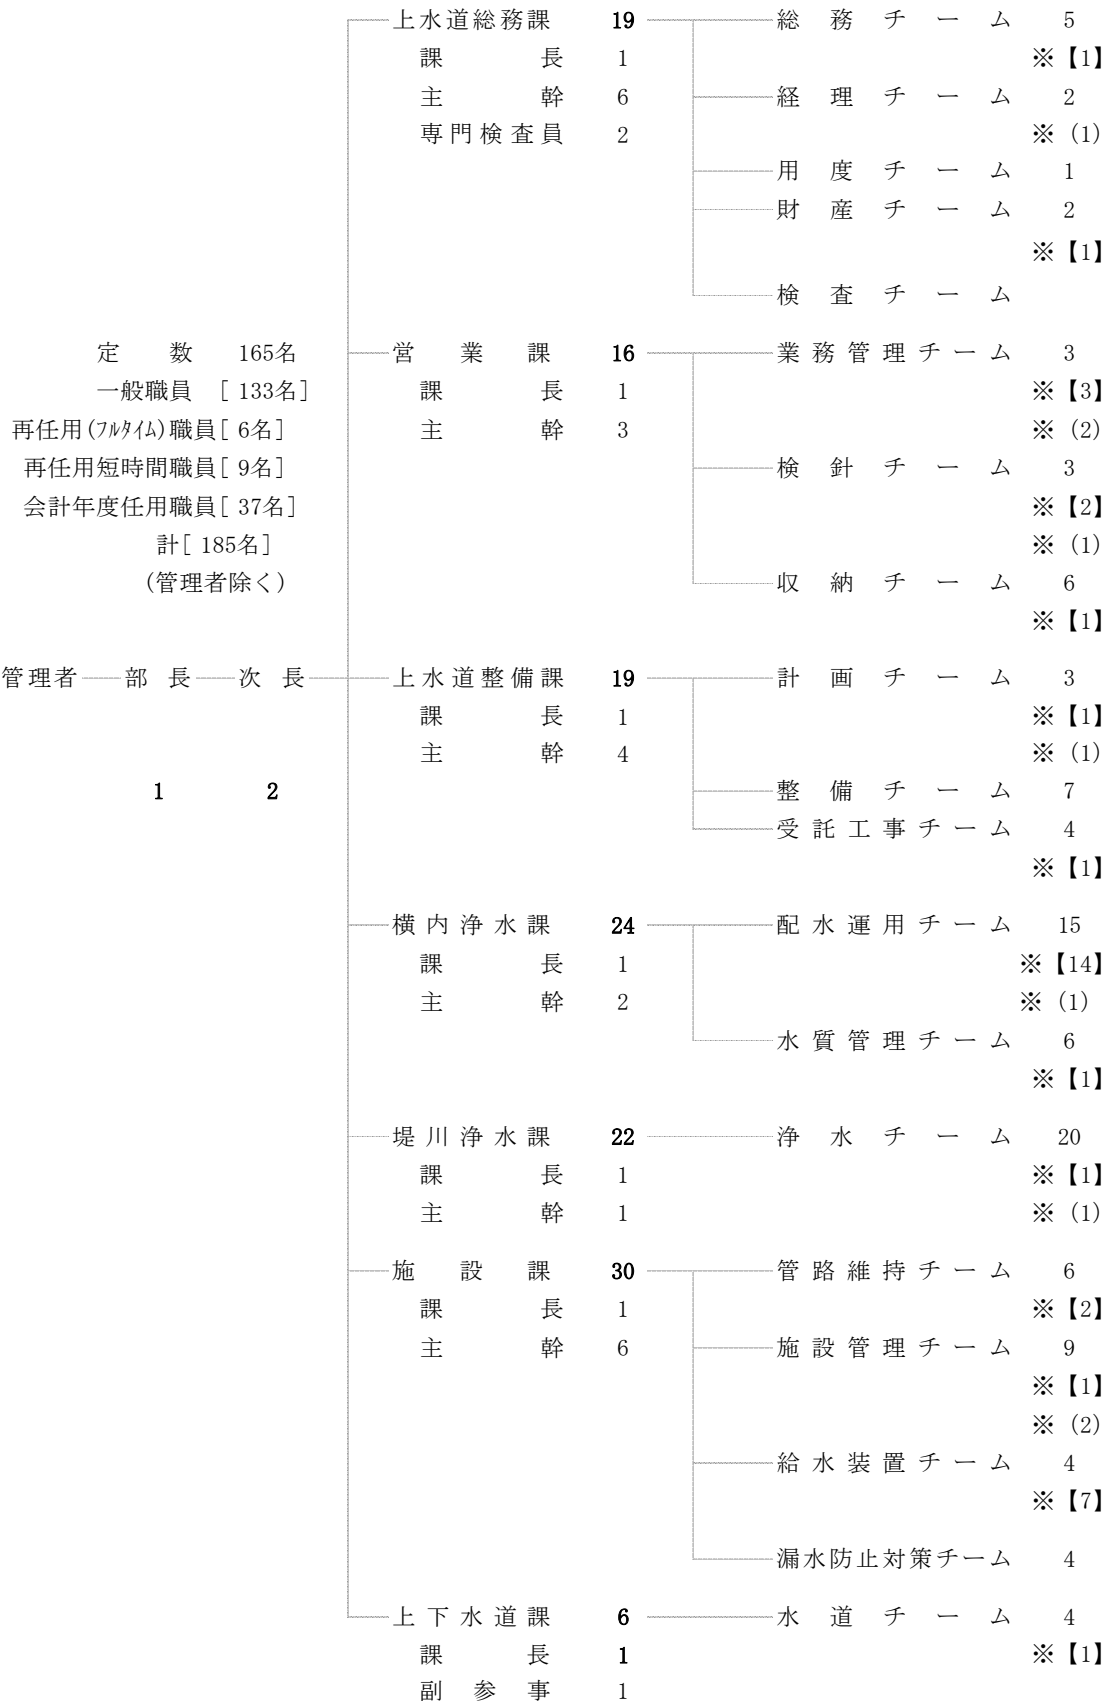 上水道総務課 19 総務チーム 5
課長 1 ※【1】
主幹 6 経理チーム 2
専門検査員 2 ※(1)
用度チーム 1
財産チーム 2
※【1】
検査チーム
定数 165名 営業課 16 業務管理チーム 3
一般職員 [ 133名] 課長 1 ※【3】
再任用(ﾌﾙﾀｲﾑ)職員[ 6名] 主幹 3 ※(2)
再任用短時間職員[ 9名] 検針チーム 3
会計年度任用職員[ 37名] ※【2】
計[ 185名] ※(1)
(管理者除く) 収納チーム 6
※【1】
管理者 部長 次長 上水道整備課 19 計画チーム 3
課長 1 ※【1】
主幹 4 ※(1)
1 2 整備チーム 7
受託工事チーム 4
※【1】
横内浄水課 24 配水運用チーム 15
課長 1 ※【14】
主幹 2 ※(1)
水質管理チーム 6
※【1】
堤川浄水課 22 浄水チーム 20
課長 1 ※【1】
主幹 1 ※(1)
施設課 30 管路維持チーム 6
課長 1 ※【2】
主幹 6 施設管理チーム 9
※【1】
※(2)
給水装置チーム 4
※【7】
漏水防止対策チーム 4
上下水道課 6 水道チーム 4
課長 1 ※【1】
副参事 1